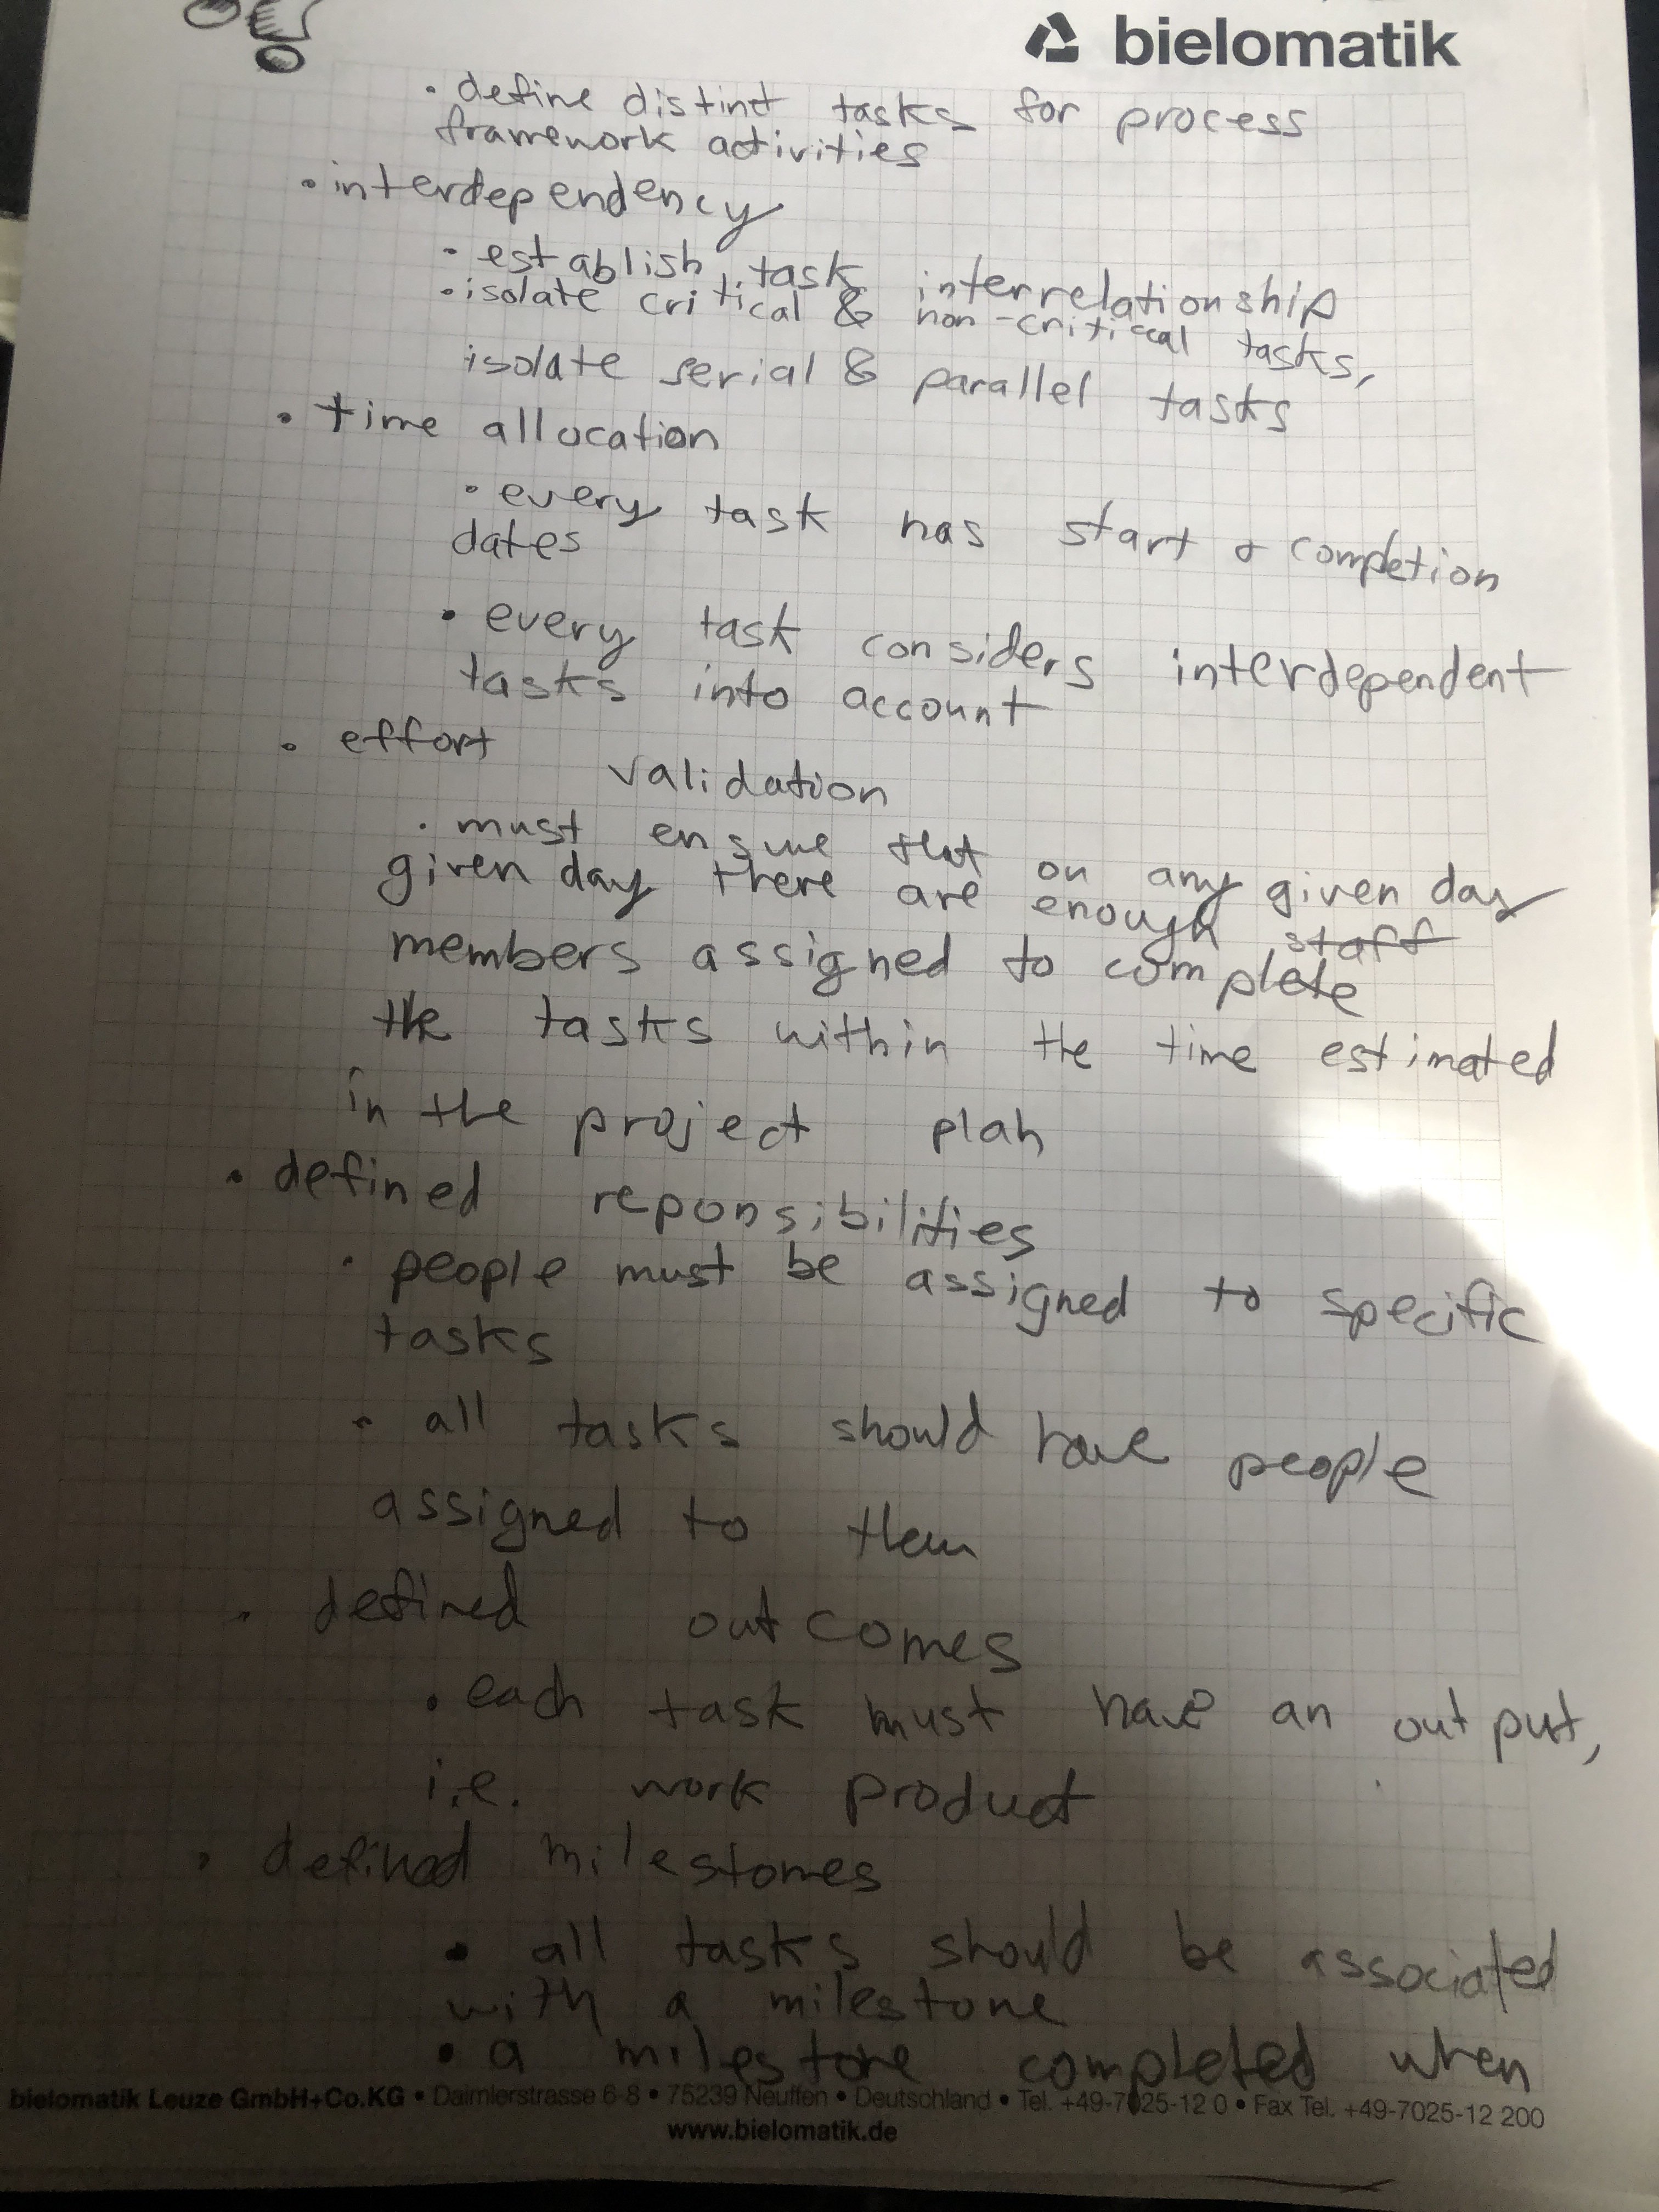 bielomatik
• define distinct tasks for process
framework activities
• interdependency
• establish task interrelationship
• isolate critical & non-critical tasks,
isolate serial & parallel tasks
• time allocation
• every task has start & completion
dates
• every task considers interdependent
tasks into account
• effort validation
• must ensure that on any given day
given day there are enough staff
members assigned to complete
the tasks within the time estimated
in the project plan
• defined reponsibilities
• people must be assigned to specific
tasks
• all tasks should have people
assigned to them
• defined outcomes
• each task must have an output,
i.e. work product
• defined milestones
• all tasks should be associated
with a milestone
• a milestone completed when
bielomatik Leuze GmbH+Co.KG • Daimlerstrasse 6-8 • 75239 Neuffen • Deutschland • Tel. +49-7025-12 0 • Fax Tel. +49-7025-12 200
www.bielomatik.de